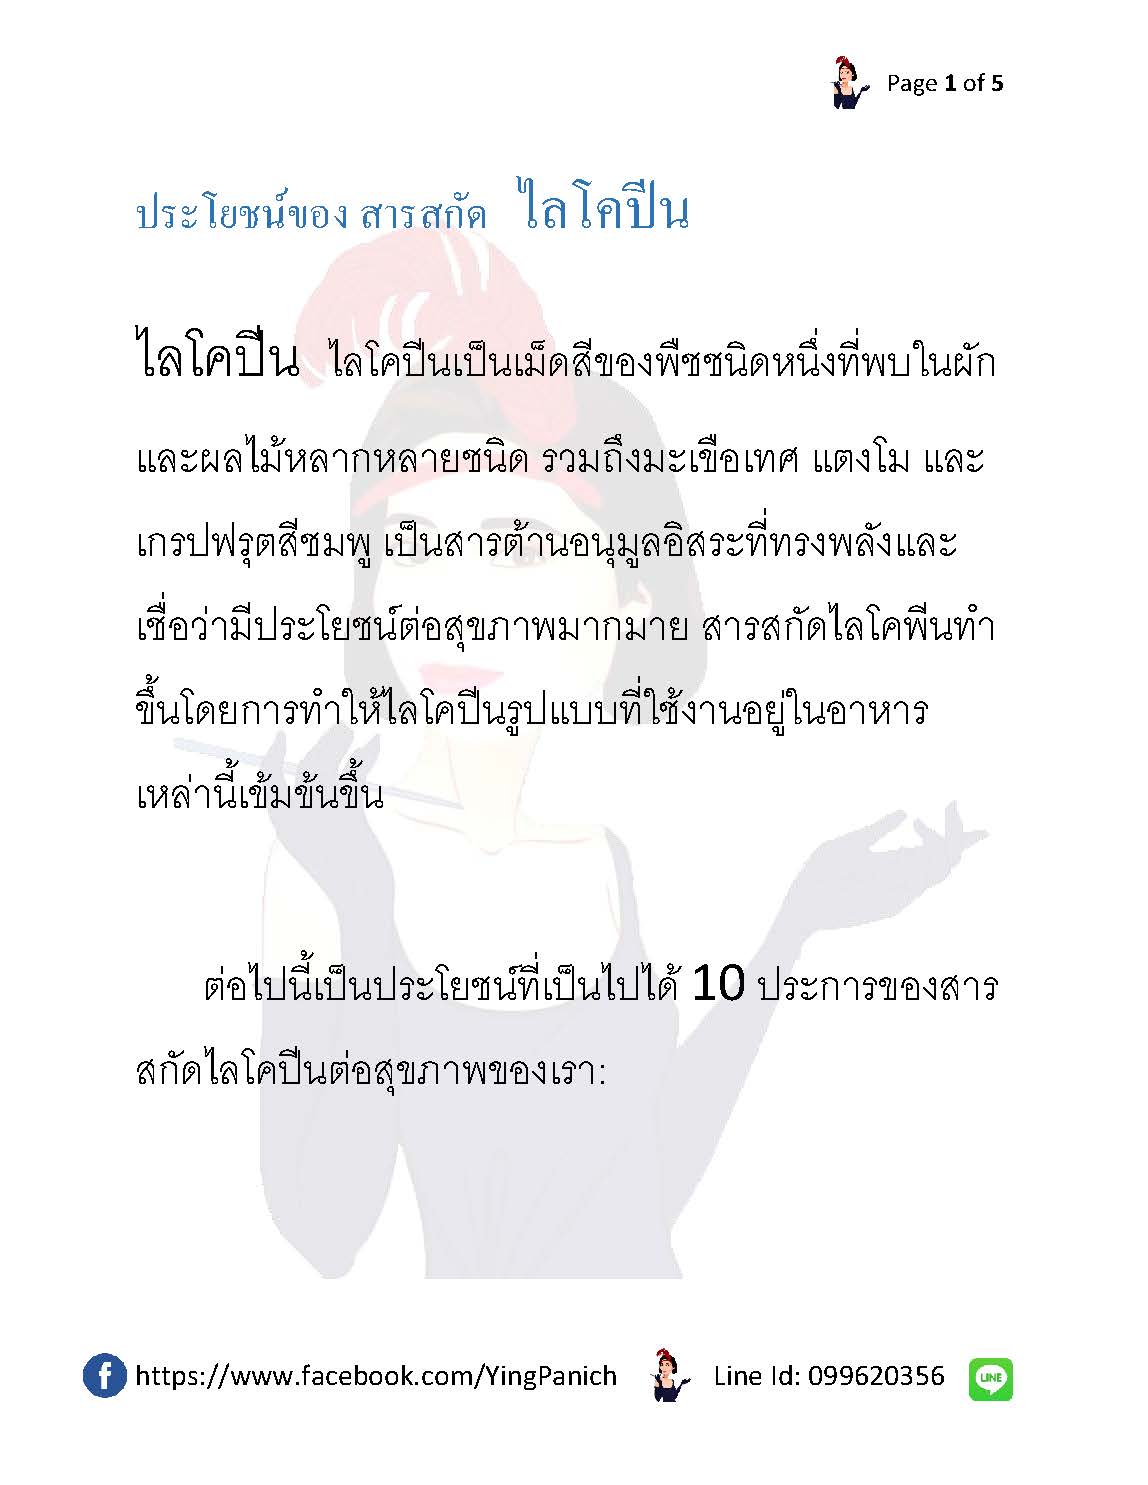 Page 1 of 5
ประโยชน์ของ สารสกัด ไลโคปีน
ไลโคปีน ไลโคปีนเป็นเม็ดสีของพืชชนิดหนึ่งที่พบในผัก
และผลไม้หลากหลายชนิด รวมถึงมะเขือเทศ แตงโม และ
เกรปฟรุตสีชมพู เป็นสารต้านอนุมูลอิสระที่ทรงพลังและ
เชื่อว่ามีประโยชน์ต่อสุขภาพมากมาย สารสกัดไลโคพีนทำ
ขึ้นโดยการทำให้ไลโคปีนรูปแบบที่ใช้งานอยู่ในอาหาร
เหล่านี้เข้มข้นขึ้น
ต่อไปนี้เป็นประโยชน์ที่เป็นไปได้ 10 ประการของสาร
สกัดไลโคปีนต่อสุขภาพของเรา:
https://www.facebook.com/YingPanich Line Id: 099620356 LINE